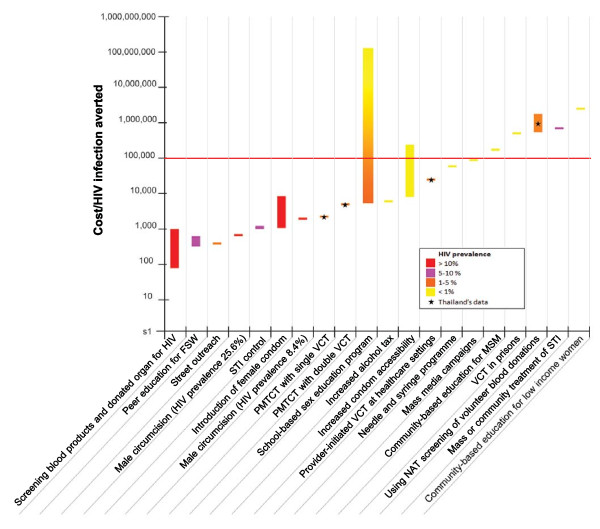 1,000,000,000
100,000,000
10,000,000
1,000,000
100,000
10,000
1,000
100
10
s1
Cost/HIV infection averted
HIV prevalence
> 10%
5-10 %
1-5 %
< 1%
Thailand's data
Screening blood products and donated organ for HIV
Peer education for FSW
Street outreach
Male circumcision (HIV prevalence 25.6%)
STI control
Introduction of female condom
Male circumcision (HIV prevalence 8.4%)
PMTCT with single VCT
PMTCT with double VCT
School-based sex education program
Increased alcohol tax
Increased condom accessibility
Provider-initiated VCT at healthcare settings
Needle and syringe programme
Mass media campaigns
Community-based education for MSM
VCT in prisons
Using NAT screening of volunteer blood donations
Mass or community treatment of STI
Community-based education for low income women